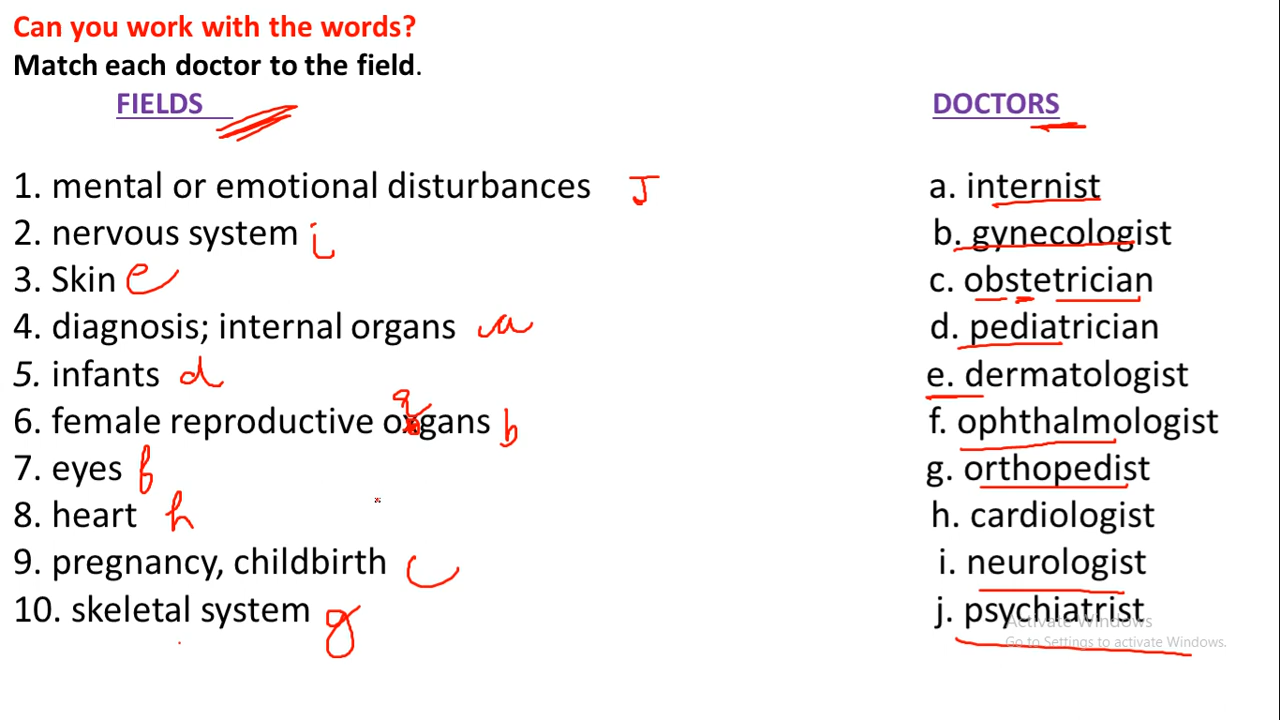 Can you work with the words?
Match each doctor to the field.
FIELDS DOCTORS
1. mental or emotional disturbances J a. internist
2. nervous system i b. gynecologist
3. Skin e c. obstetrician
4. diagnosis; internal organs a d. pediatrician
5. infants d e. dermatologist
6. female reproductive organs b f. ophthalmologist
7. eyes f g. orthopedist
8. heart h h. cardiologist
9. pregnancy, childbirth c i. neurologist
10. skeletal system g j. psychiatrist
Activate Windows
Go to Settings to activate Windows.